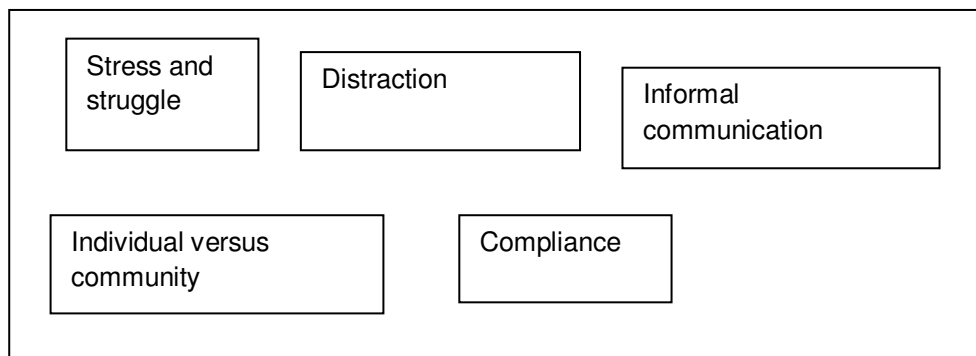 Stress and
struggle
Distraction
Informal
communication
Individual versus
community
Compliance